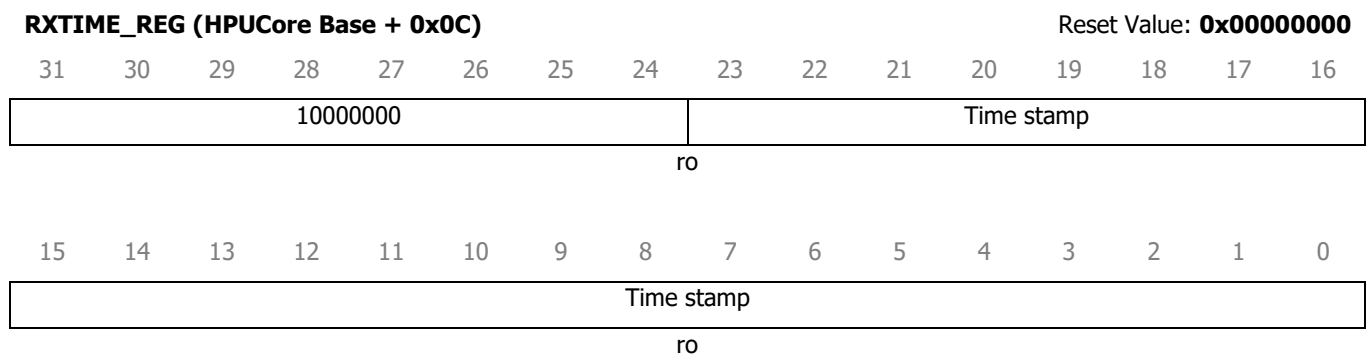 RXTIME_REG (HPUCore Base + 0x0C) Reset Value: 0x00000000
31 30 29 28 27 26 25 24 23 22 21 20 19 18 17 16
10000000 Time stamp
ro
15 14 13 12 11 10 9 8 7 6 5 4 3 2 1 0
Time stamp
ro